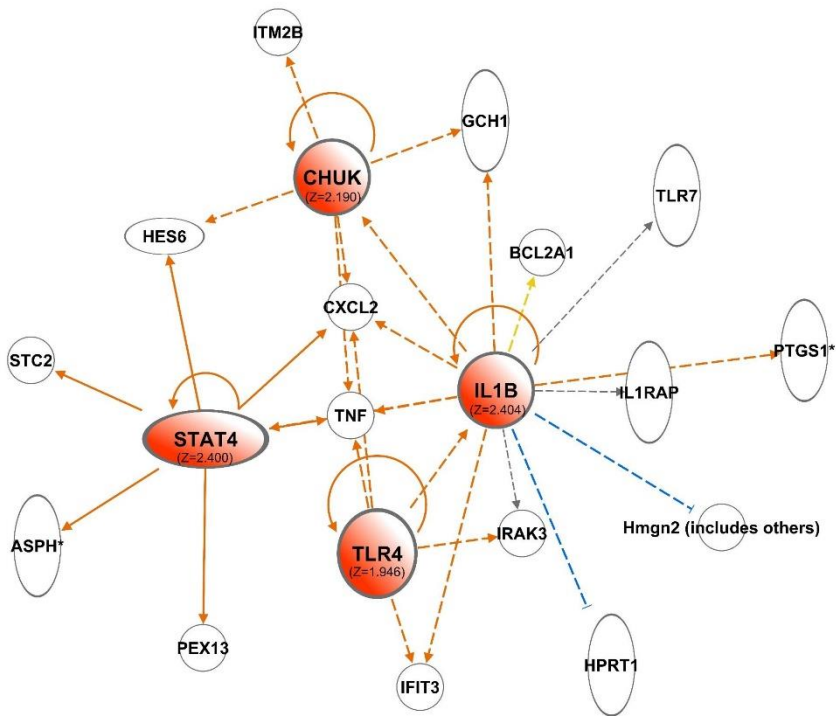 ITM2B
GCH1
CHUK
(Z=2.190)
TLR7
HES6
BCL2A1
CXCL2
STC2
PTGS1*
IL1B
(Z=2.404)
IL1RAP
TNF
STAT4
(Z=2.400)
Hmgn2 (includes others)
IRAK3
TLR4
(Z=1.946)
ASPH*
PEX13
HPRT1
IFIT3